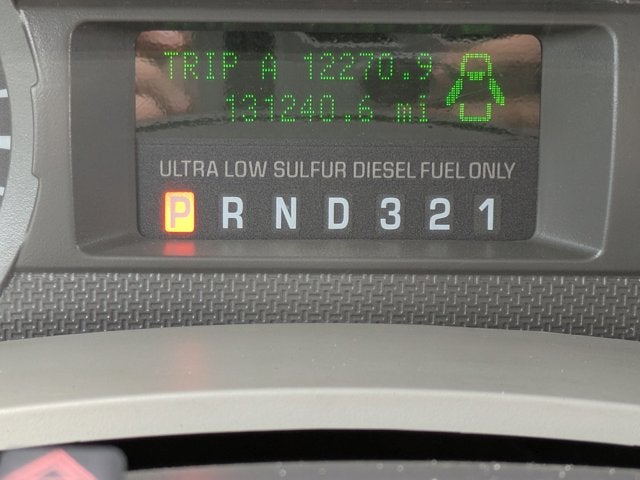 TRIP A 12270.9
131240.6 mi
ULTRA LOW SULFUR DIESEL FUEL ONLY
P R N D 3 2 1